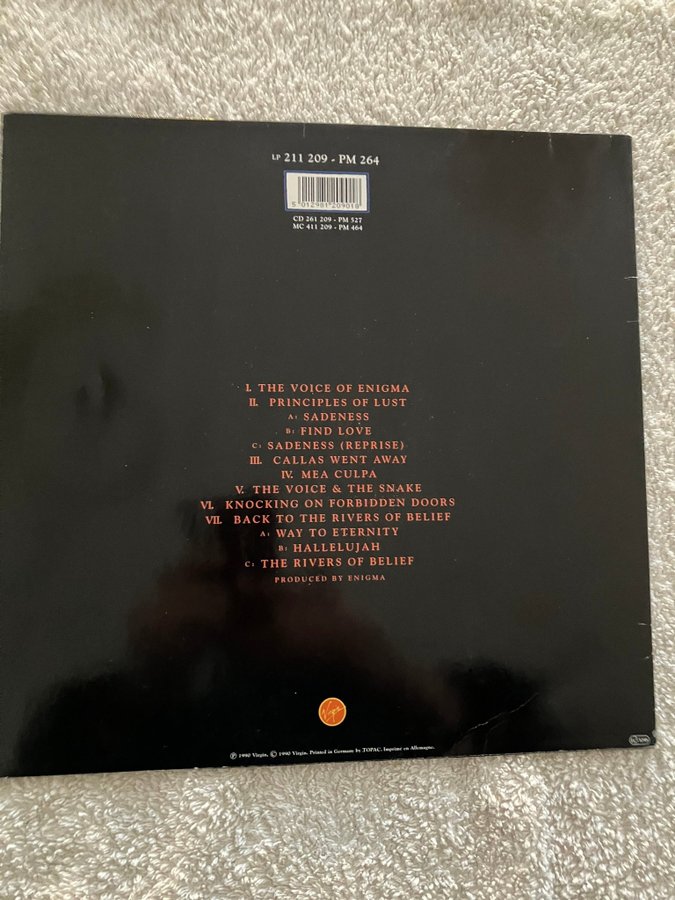 LP 211 209 - PM 264
5 012981 209018
CD 261 209 - PM 527
MC 411 209 - PM 464
I. THE VOICE OF ENIGMA
II. PRINCIPLES OF LUST
A: SADENESS
B: FIND LOVE
C: SADENESS (REPRISE)
III. CALLAS WENT AWAY
IV. MEA CULPA
V. THE VOICE & THE SNAKE
VI. KNOCKING ON FORBIDDEN DOORS
VII. BACK TO THE RIVERS OF BELIEF
A: WAY TO ETERNITY
B: HALLELUJAH
C: THE RIVERS OF BELIEF
PRODUCED BY ENIGMA
Virgin
℗ 1990 Virgin. © 1990 Virgin. Printed in Germany by TOPAC. Imprimé en Allemagne.